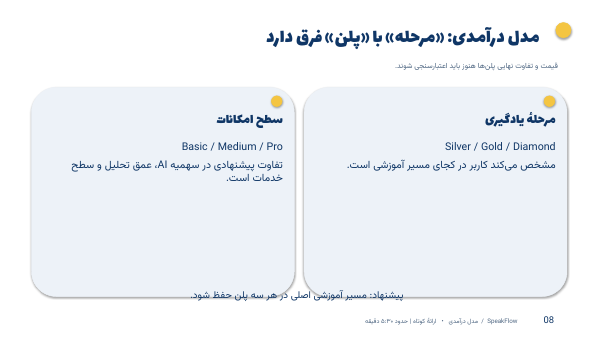 مدل درآمدی: «مرحله» با «پلن» فرق دارد
قیمت و تفاوت نهایی پلن‌ها هنوز باید اعتبارسنجی شوند.
مرحلهٔ یادگیری
Silver / Gold / Diamond
مشخص می‌کند کاربر در کجای مسیر آموزشی است.
سطح امکانات
Basic / Medium / Pro
تفاوت پیشنهادی در سهمیه AI، عمق تحلیل و سطح
خدمات است.
پیشنهاد: مسیر آموزشی اصلی در هر سه پلن حفظ شود.
08
SpeakFlow / مدل درآمدی • ارائهٔ کوتاه | حدود ۵:۳۰ دقیقه